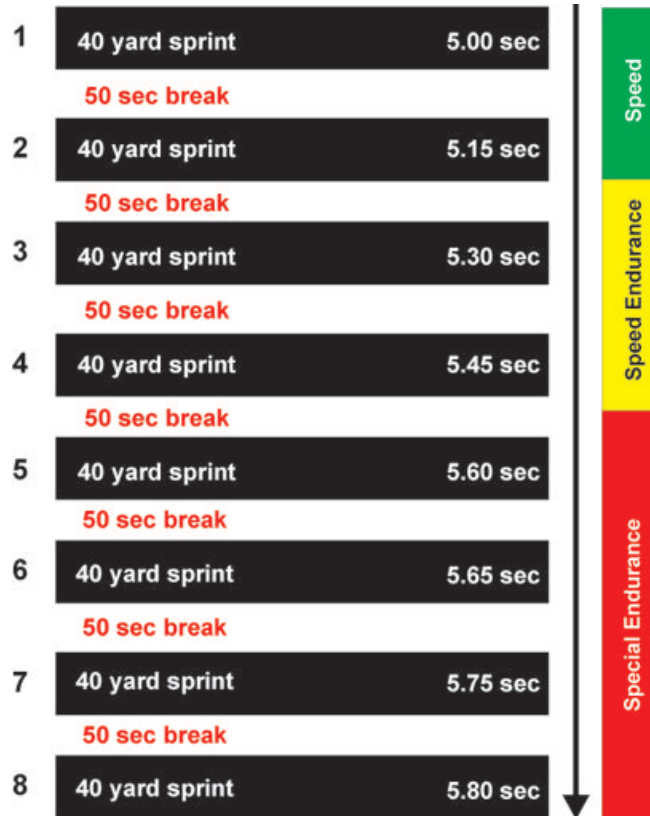 1 40 yard sprint 5.00 sec
50 sec break
2 40 yard sprint 5.15 sec
50 sec break
3 40 yard sprint 5.30 sec
50 sec break
4 40 yard sprint 5.45 sec
50 sec break
5 40 yard sprint 5.60 sec
50 sec break
6 40 yard sprint 5.65 sec
50 sec break
7 40 yard sprint 5.75 sec
50 sec break
8 40 yard sprint 5.80 sec
Speed
Speed Endurance
Special Endurance